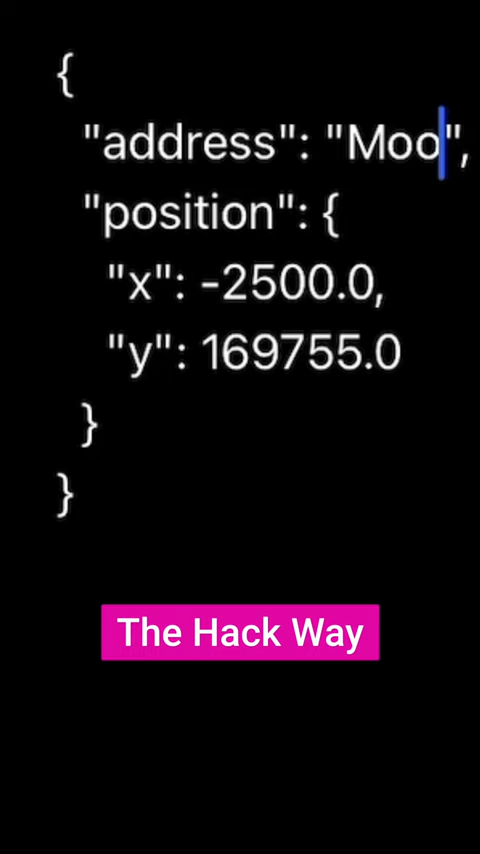 {
"address": "Moo",
"position": {
"x": -2500.0,
"y": 169755.0
}
}
The Hack Way